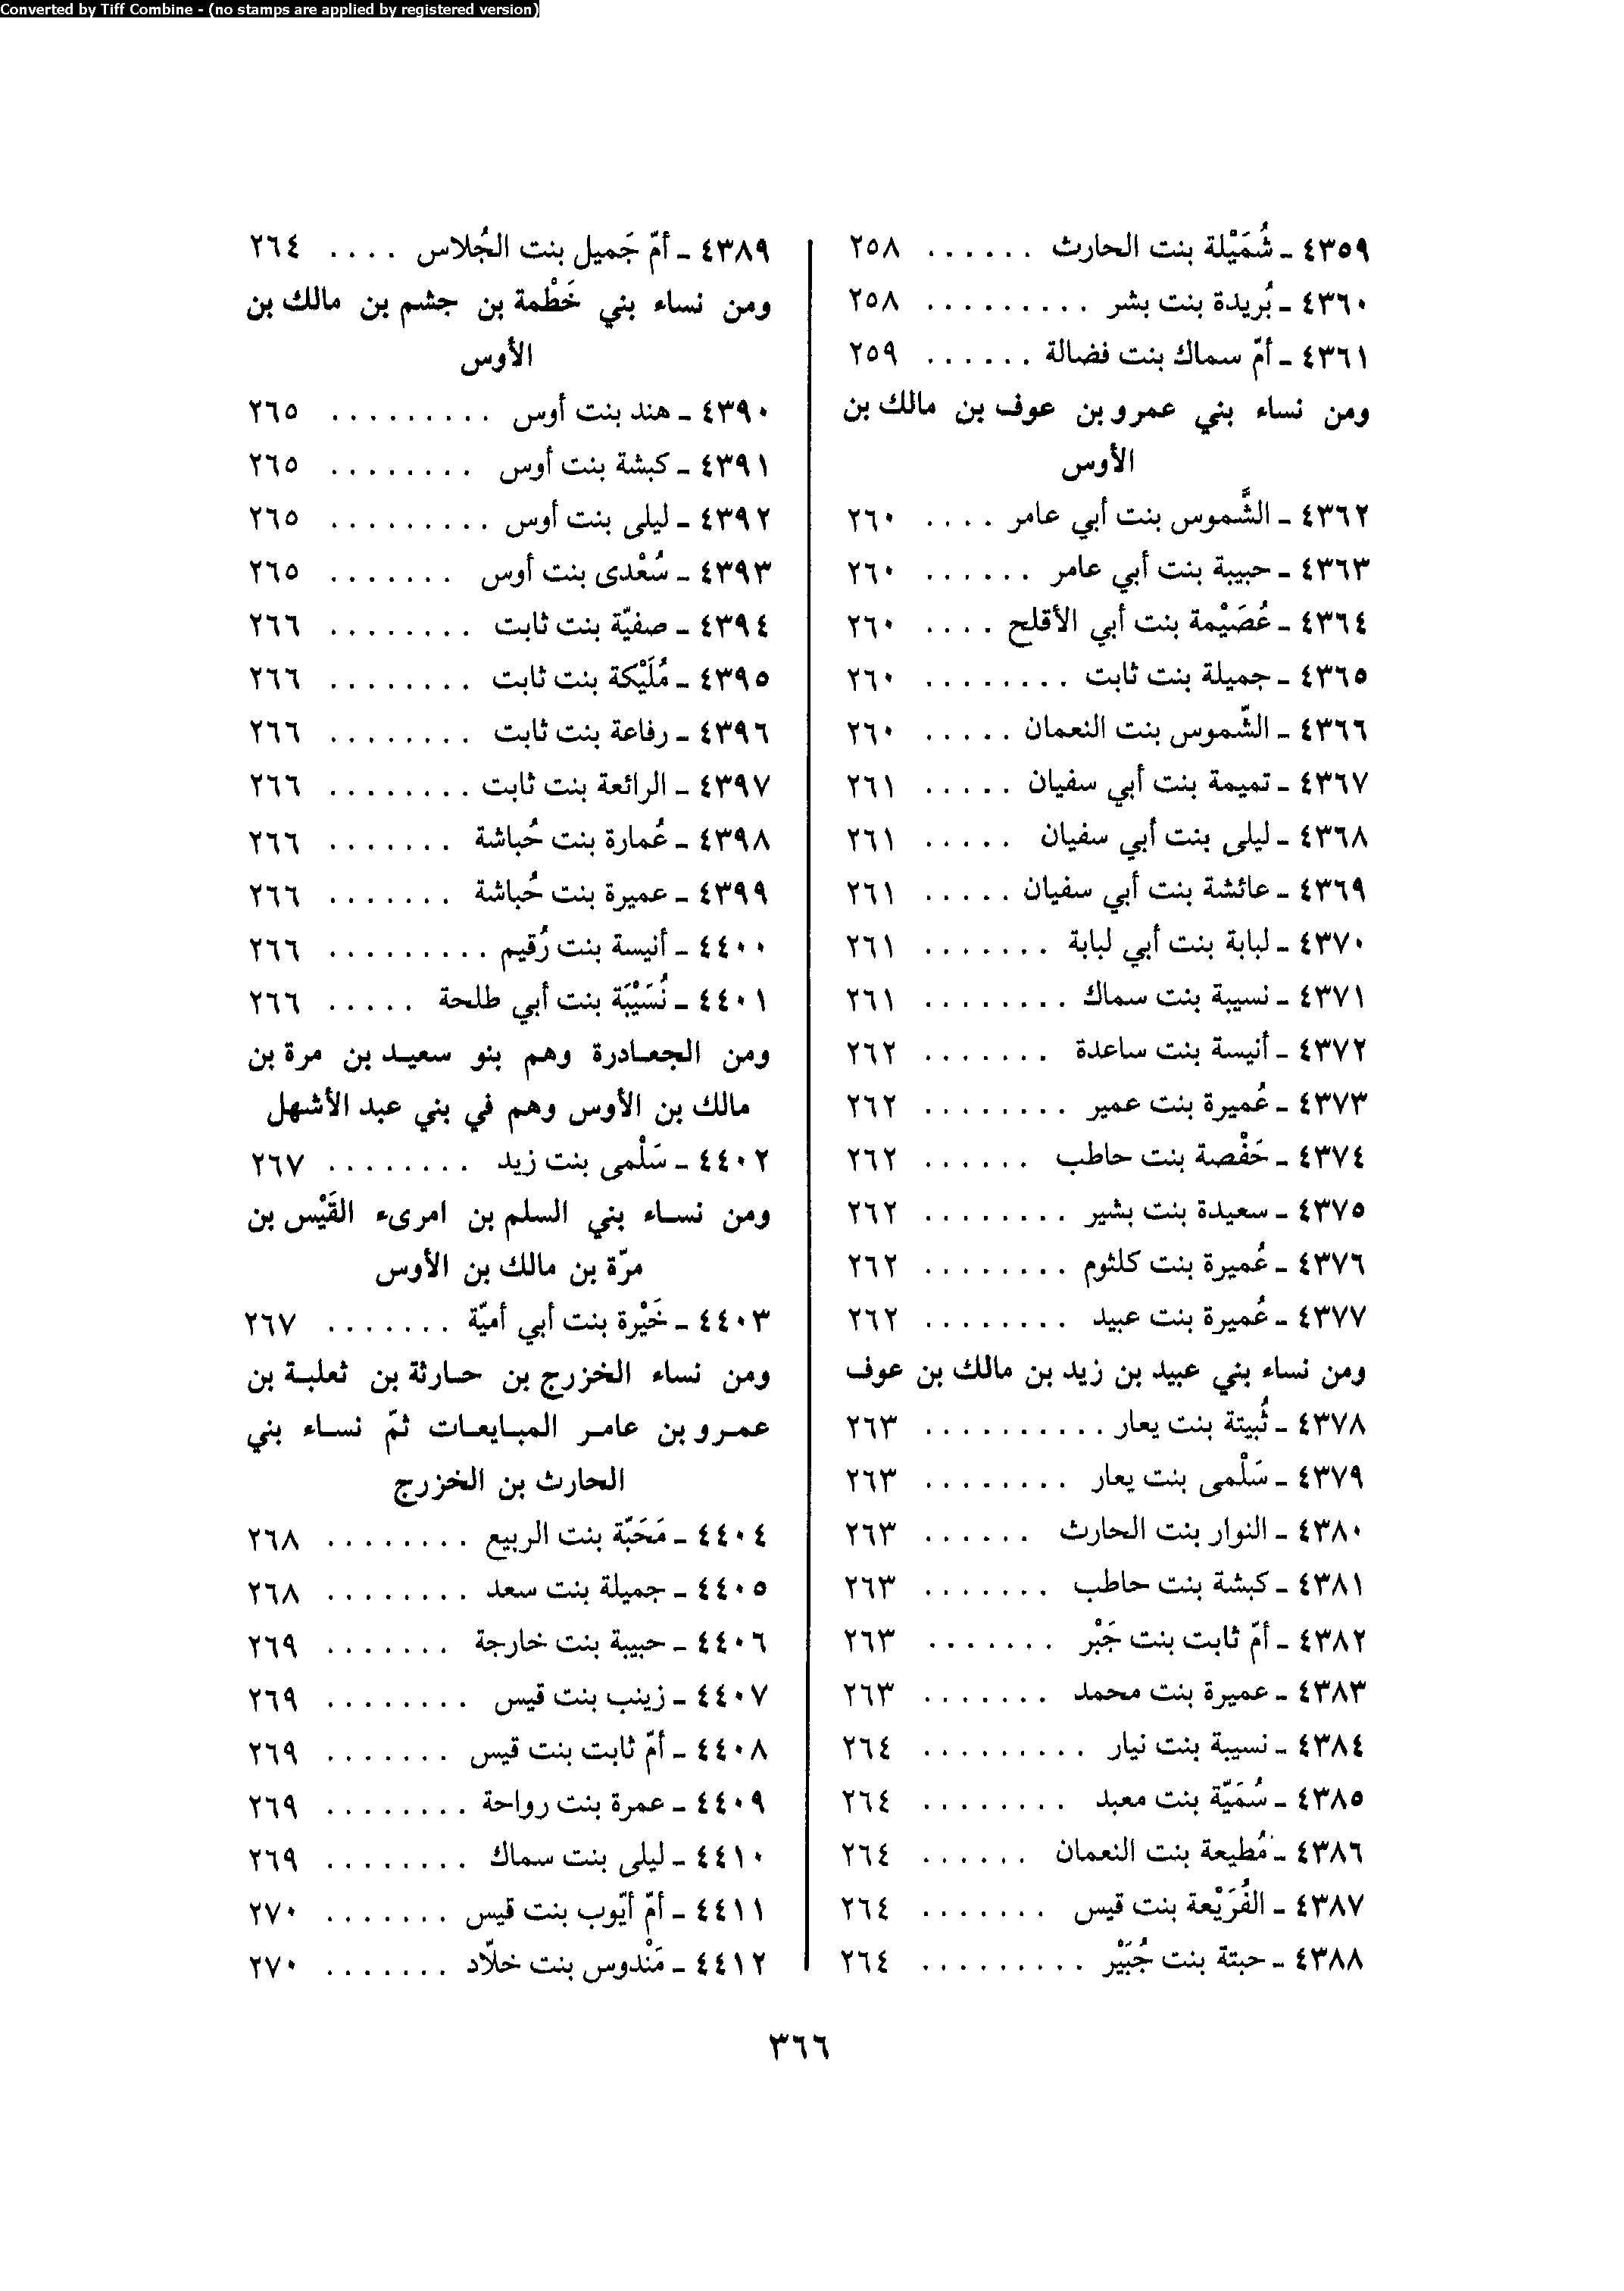 Converted by Tiff Combine - (no stamps are applied by registered version)
٤٣٥٩ ـ شُمَيْلة بنت الحارث ...... ٢٥٨
٤٣٦٠ ـ بُريدة بنت بشر ......... ٢٥٨
٤٣٦١ ـ أمّ سماك بنت فضالة ...... ٢٥٩
ومن نساء بني عمرو بن عوف بن مالك بن
الأوس
٤٣٦٢ ـ الشَّموس بنت أبي عامر .... ٢٦٠
٤٣٦٣ ـ حبيبة بنت أبي عامر ...... ٢٦٠
٤٣٦٤ ـ عُصَيْمة بنت أبي الأقلح .... ٢٦٠
٤٣٦٥ ـ جميلة بنت ثابت ........ ٢٦٠
٤٣٦٦ ـ الشّموس بنت النعمان ..... ٢٦٠
٤٣٦٧ ـ تميمة بنت أبي سفيان ..... ٢٦١
٤٣٦٨ ـ ليلى بنت أبي سفيان ..... ٢٦١
٤٣٦٩ ـ عائشة بنت أبي سفيان ..... ٢٦١
٤٣٧٠ ـ لبابة بنت أبي لبابة ....... ٢٦١
٤٣٧١ ـ نسيبة بنت سماك ........ ٢٦١
٤٣٧٢ ـ أنيسة بنت ساعدة ....... ٢٦٢
٤٣٧٣ ـ عُميرة بنت عمير ........ ٢٦٢
٤٣٧٤ ـ حَفْصة بنت حاطب ...... ٢٦٢
٤٣٧٥ ـ سعيدة بنت بشير ........ ٢٦٢
٤٣٧٦ ـ عُميرة بنت كلثوم ........ ٢٦٢
٤٣٧٧ ـ عُميرة بنت عبيد ........ ٢٦٢
ومن نساء بني عبيد بن زيد بن مالك بن عوف
٤٣٧٨ ـ ثُبيتة بنت يعار .......... ٢٦٣
٤٣٧٩ ـ سَلْمى بنت يعار ........ ٢٦٣
٤٣٨٠ ـ النوار بنت الحارث ...... ٢٦٣
٤٣٨١ ـ كبشة بنت حاطب ....... ٢٦٣
٤٣٨٢ ـ أمّ ثابت بنت جَبْر ....... ٢٦٣
٤٣٨٣ ـ عميرة بنت محمد ....... ٢٦٣
٤٣٨٤ ـ نسيبة بنت نيار ......... ٢٦٤
٤٣٨٥ ـ سُمَيّة بنت معبد ........ ٢٦٤
٤٣٨٦ ـ مُطيعة بنت النعمان ...... ٢٦٤
٤٣٨٧ ـ الفُرَيْعة بنت قيس ....... ٢٦٤
٤٣٨٨ ـ حبتة بنت جُبَيْر ......... ٢٦٤
٤٣٨٩ ـ أمّ جَميل بنت الجُلاس .... ٢٦٤
ومن نساء بني خَطْمة بن جشم بن مالك بن
الأوس
٤٣٩٠ ـ هند بنت أوس ......... ٢٦٥
٤٣٩١ ـ كبشة بنت أوس ........ ٢٦٥
٤٣٩٢ ـ ليلى بنت أوس ......... ٢٦٥
٤٣٩٣ ـ سُعْدى بنت أوس ....... ٢٦٥
٤٣٩٤ ـ صفيّة بنت ثابت ........ ٢٦٦
٤٣٩٥ ـ مُلَيْكة بنت ثابت ........ ٢٦٦
٤٣٩٦ ـ رفاعة بنت ثابت ........ ٢٦٦
٤٣٩٧ ـ الرائعة بنت ثابت ........ ٢٦٦
٤٣٩٨ ـ عُمارة بنت حُباشة ....... ٢٦٦
٤٣٩٩ ـ عميرة بنت حُباشة ....... ٢٦٦
٤٤٠٠ ـ أنيسة بنت رُقيم ......... ٢٦٦
٤٤٠١ ـ نُسَيْبَة بنت أبي طلحة ..... ٢٦٦
ومن الجعادرة وهم بنو سعيد بن مرة بن
مالك بن الأوس وهم في بني عبد الأشهل
٤٤٠٢ ـ سَلْمى بنت زيد ........ ٢٦٧
ومن نساء بني السلم بن امرىء القَيْس بن
مرّة بن مالك بن الأوس
٤٤٠٣ ـ خَيْرة بنت أبي أميّة ....... ٢٦٧
ومن نساء الخزرج بن حارثة بن ثعلبة بن
عمرو بن عامر المبايعات ثمّ نساء بني
الحارث بن الخزرج
٤٤٠٤ ـ مَحَبّة بنت الربيع ........ ٢٦٨
٤٤٠٥ ـ جميلة بنت سعد ........ ٢٦٨
٤٤٠٦ ـ حبيبة بنت خارجة ....... ٢٦٩
٤٤٠٧ ـ زينب بنت قيس ........ ٢٦٩
٤٤٠٨ ـ أمّ ثابت بنت قيس ....... ٢٦٩
٤٤٠٩ ـ عمرة بنت رواحة ........ ٢٦٩
٤٤١٠ ـ ليلى بنت سماك ........ ٢٦٩
٤٤١١ ـ أمّ أيّوب بنت قيس ....... ٢٧٠
٤٤١٢ ـ مَنْدوس بنت خلّاد ....... ٢٧٠
٣٦٦